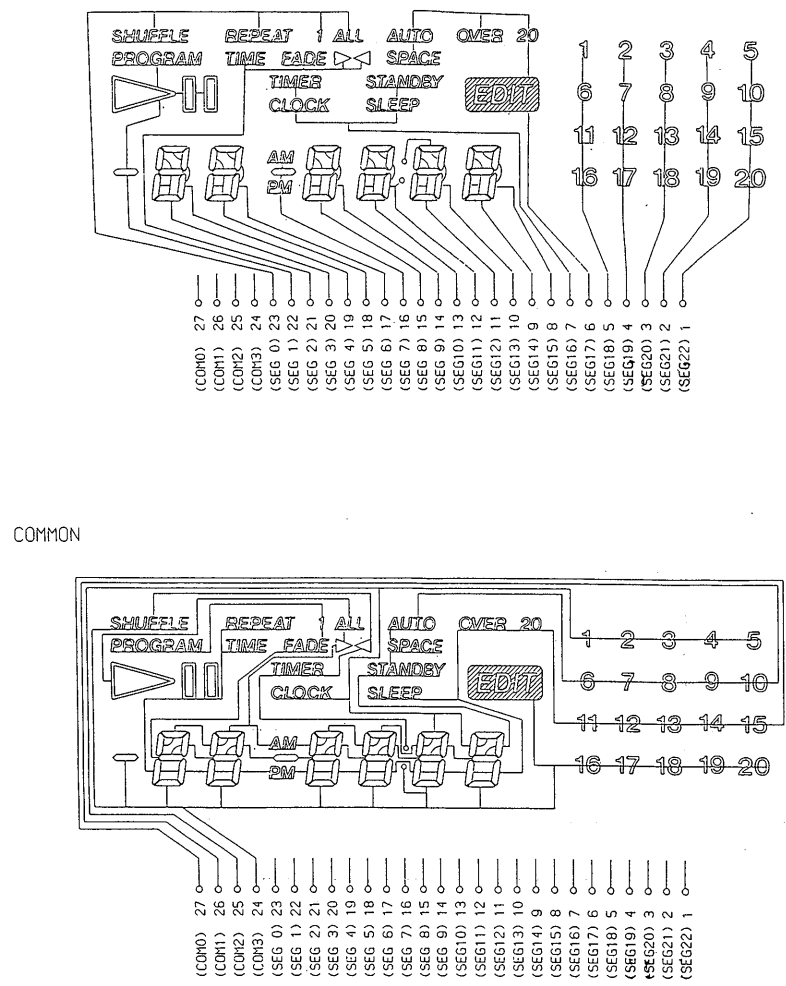 SHUFFLE REPEAT 1 ALL AUTO OVER 20
PROGRAM TIME FADE SPACE
TIMER STANDBY
CLOCK SLEEP
EDIT
1 2 3 4 5
6 7 8 9 10
11 12 13 14 15
16 17 18 19 20
AM
PM
(COM0) 27
(COM1) 26
(COM2) 25
(COM3) 24
(SEG 0) 23
(SEG 1) 22
(SEG 2) 21
(SEG 3) 20
(SEG 4) 19
(SEG 5) 18
(SEG 6) 17
(SEG 7) 16
(SEG 8) 15
(SEG 9) 14
(SEG10) 13
(SEG11) 12
(SEG12) 11
(SEG13) 10
(SEG14) 9
(SEG15) 8
(SEG16) 7
(SEG17) 6
(SEG18) 5
(SEG19) 4
(SEG20) 3
(SEG21) 2
(SEG22) 1
COMMON
SHUFFLE REPEAT 1 ALL AUTO OVER 20
PROGRAM TIME FADE SPACE
TIMER STANDBY
CLOCK SLEEP
EDIT
1 2 3 4 5
6 7 8 9 10
11 12 13 14 15
16 17 18 19 20
AM
PM
(COM0) 27
(COM1) 26
(COM2) 25
(COM3) 24
(SEG 0) 23
(SEG 1) 22
(SEG 2) 21
(SEG 3) 20
(SEG 4) 19
(SEG 5) 18
(SEG 6) 17
(SEG 7) 16
(SEG 8) 15
(SEG 9) 14
(SEG10) 13
(SEG11) 12
(SEG12) 11
(SEG13) 10
(SEG14) 9
(SEG15) 8
(SEG16) 7
(SEG17) 6
(SEG18) 5
(SEG19) 4
(SEG20) 3
(SEG21) 2
(SEG22) 1